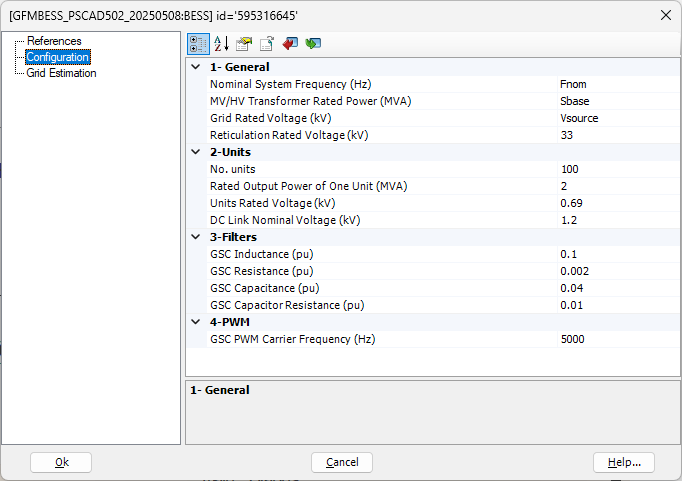 [GFMBESS_PSCAD502_20250508:BESS] id='595316645'
References
Configuration
Grid Estimation
1- General
Nominal System Frequency (Hz) Fnom
MV/HV Transformer Rated Power (MVA) Sbase
Grid Rated Voltage (kV) Vsource
Reticulation Rated Voltage (kV) 33
2-Units
No. units 100
Rated Output Power of One Unit (MVA) 2
Units Rated Voltage (kV) 0.69
DC Link Nominal Voltage (kV) 1.2
3-Filters
GSC Inductance (pu) 0.1
GSC Resistance (pu) 0.002
GSC Capacitance (pu) 0.04
GSC Capacitor Resistance (pu) 0.01
4-PWM
GSC PWM Carrier Frequency (Hz) 5000
1- General
Ok Cancel Help...